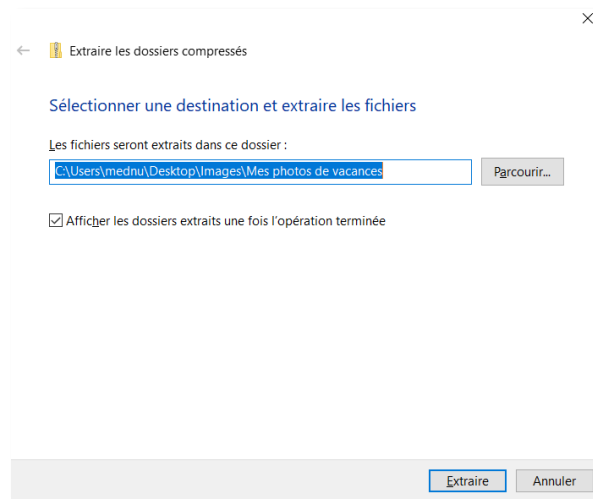 Extraire les dossiers compressés
Sélectionner une destination et extraire les fichiers
Les fichiers seront extraits dans ce dossier :
C:\Users\mednu\Desktop\Images\Mes photos de vacances
Parcourir...
Afficher les dossiers extraits une fois l'opération terminée
Extraire
Annuler